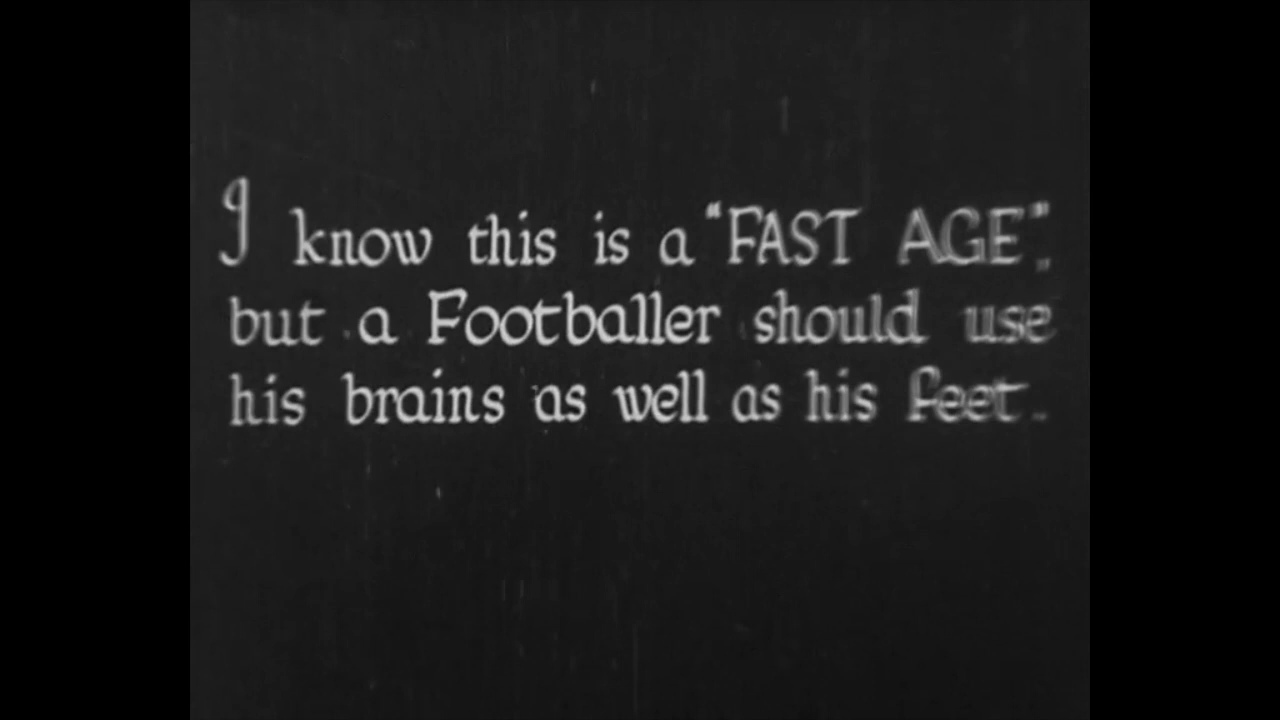 I know this is a "FAST AGE",
but a Footballer should use
his brains as well as his feet.